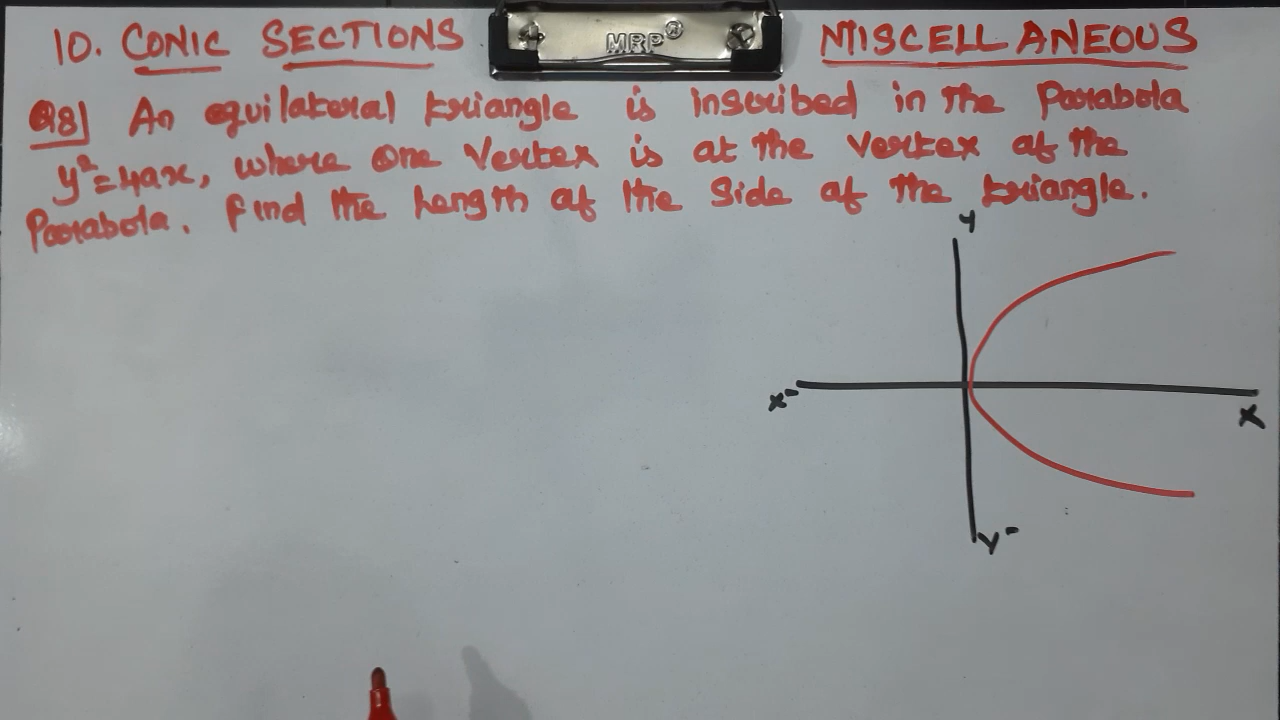 10. CONIC SECTIONS
MRP®
MISCELLANEOUS
Q8] An equilateral triangle is inscribed in the Parabola
y²=4ax, where one vertex is at the vertex of the
Parabola. Find the Length of the Side of the triangle.
Y
X-
X
Y-